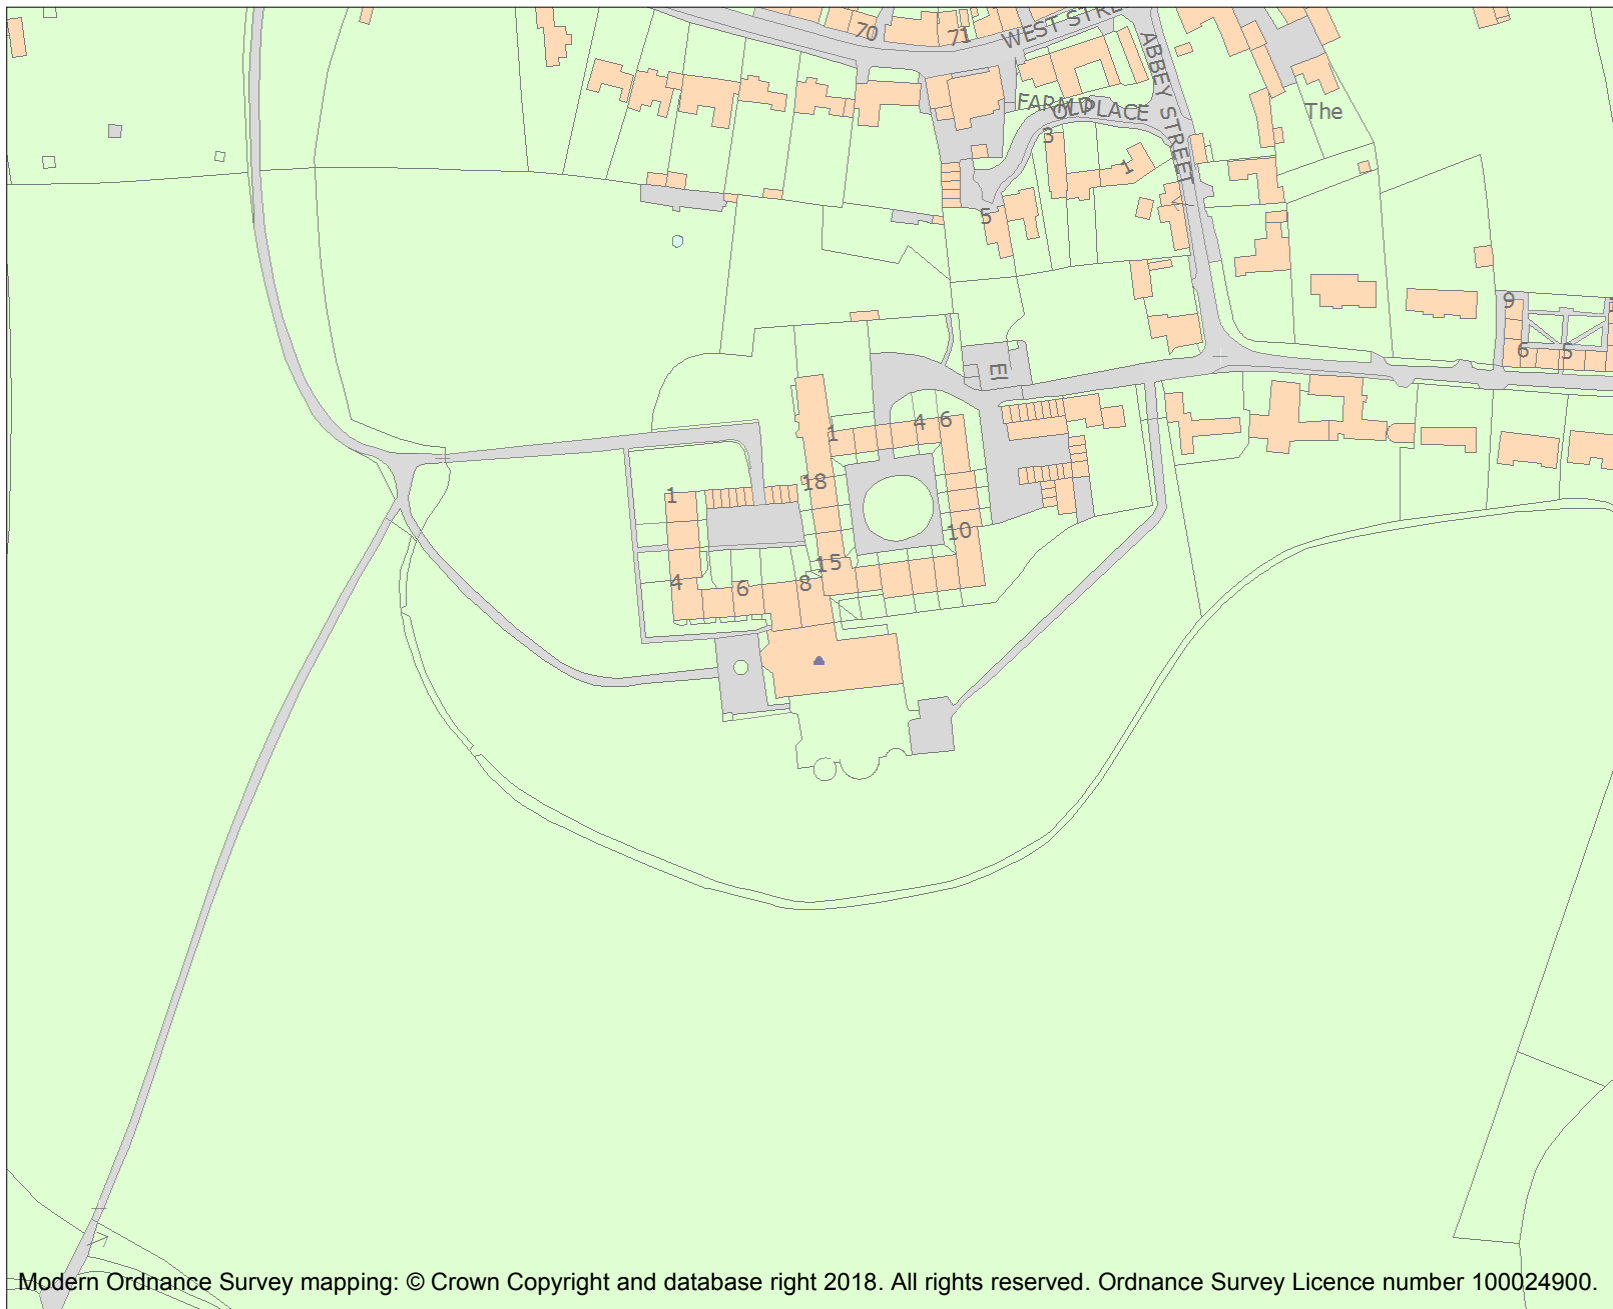 70
71
WEST STRE
ABBEY STREET
FARM
OLD
PLACE
The
3
1
5
9
6
5
El
1
4
6
18
1
10
15
4
6
8
Modern Ordnance Survey mapping: © Crown Copyright and database right 2018. All rights reserved. Ordnance Survey Licence number 100024900.